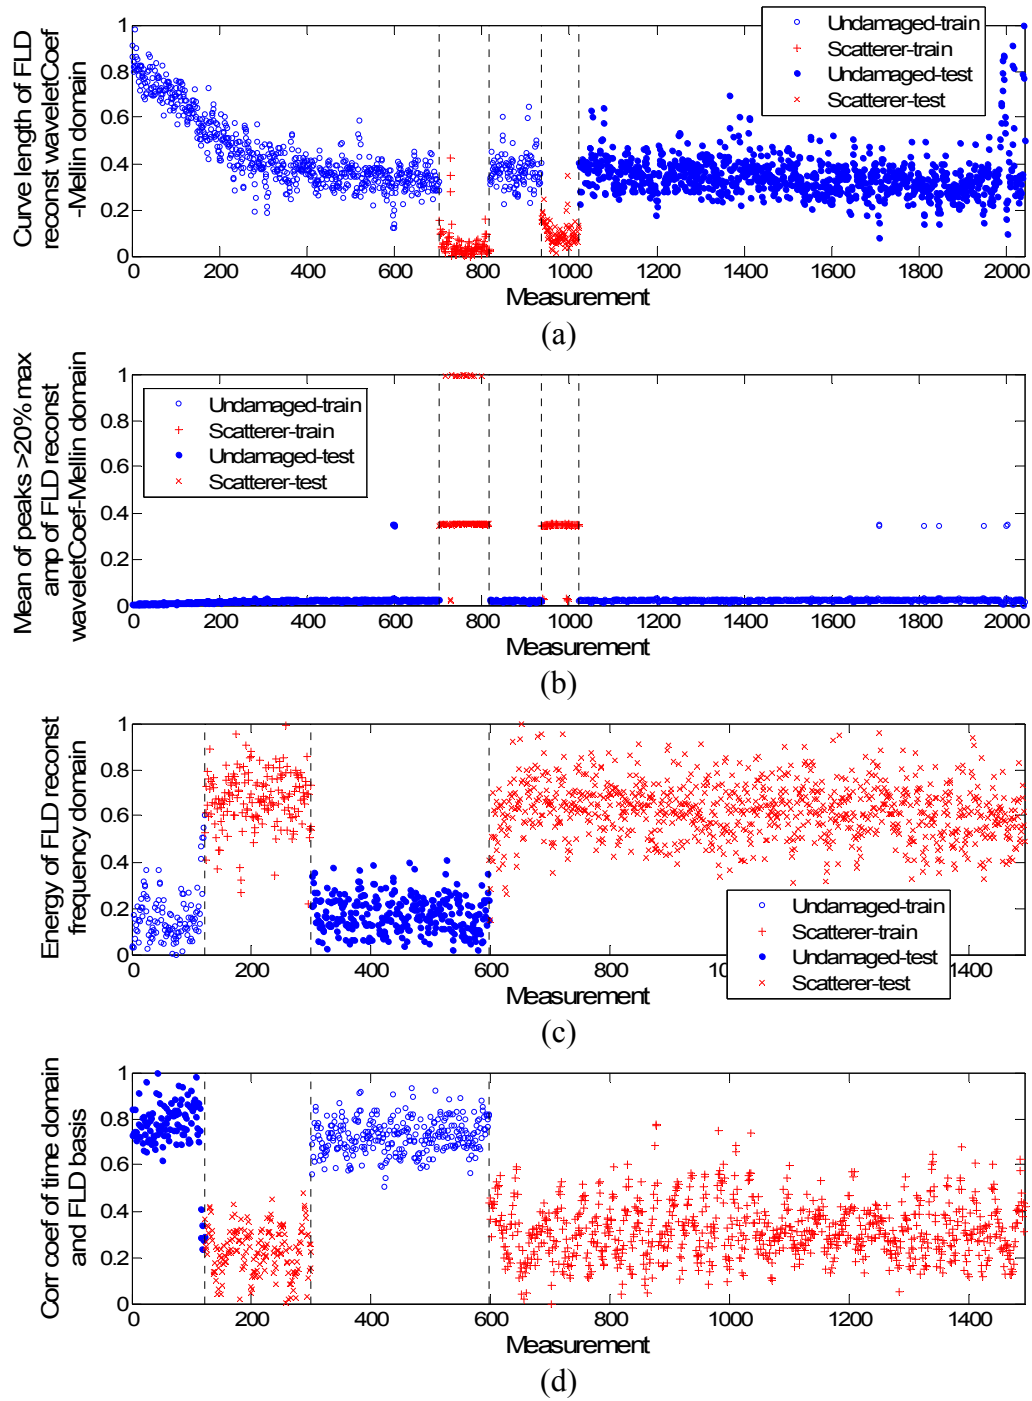 Curve length of FLD
reconst waveletCoef
-Mellin domain
1
0.8
0.6
0.4
0.2
0
Undamaged-train
Scatterer-train
Undamaged-test
Scatterer-test
0 200 400 600 800 1000 1200 1400 1600 1800 2000
Measurement
(a)
Mean of peaks >20% max
amp of FLD reconst
waveletCoef-Mellin domain
1
0.8
0.6
0.4
0.2
0
Undamaged-train
Scatterer-train
Undamaged-test
Scatterer-test
0 200 400 600 800 1000 1200 1400 1600 1800 2000
Measurement
(b)
Energy of FLD reconst
frequency domain
1
0.8
0.6
0.4
0.2
0
Undamaged-train
Scatterer-train
Undamaged-test
Scatterer-test
0 200 400 600 800 1400
Measurement
(c)
Corr coef of time domain
and FLD basis
1
0.8
0.6
0.4
0.2
0
0 200 400 600 800 1000 1200 1400
Measurement
(d)